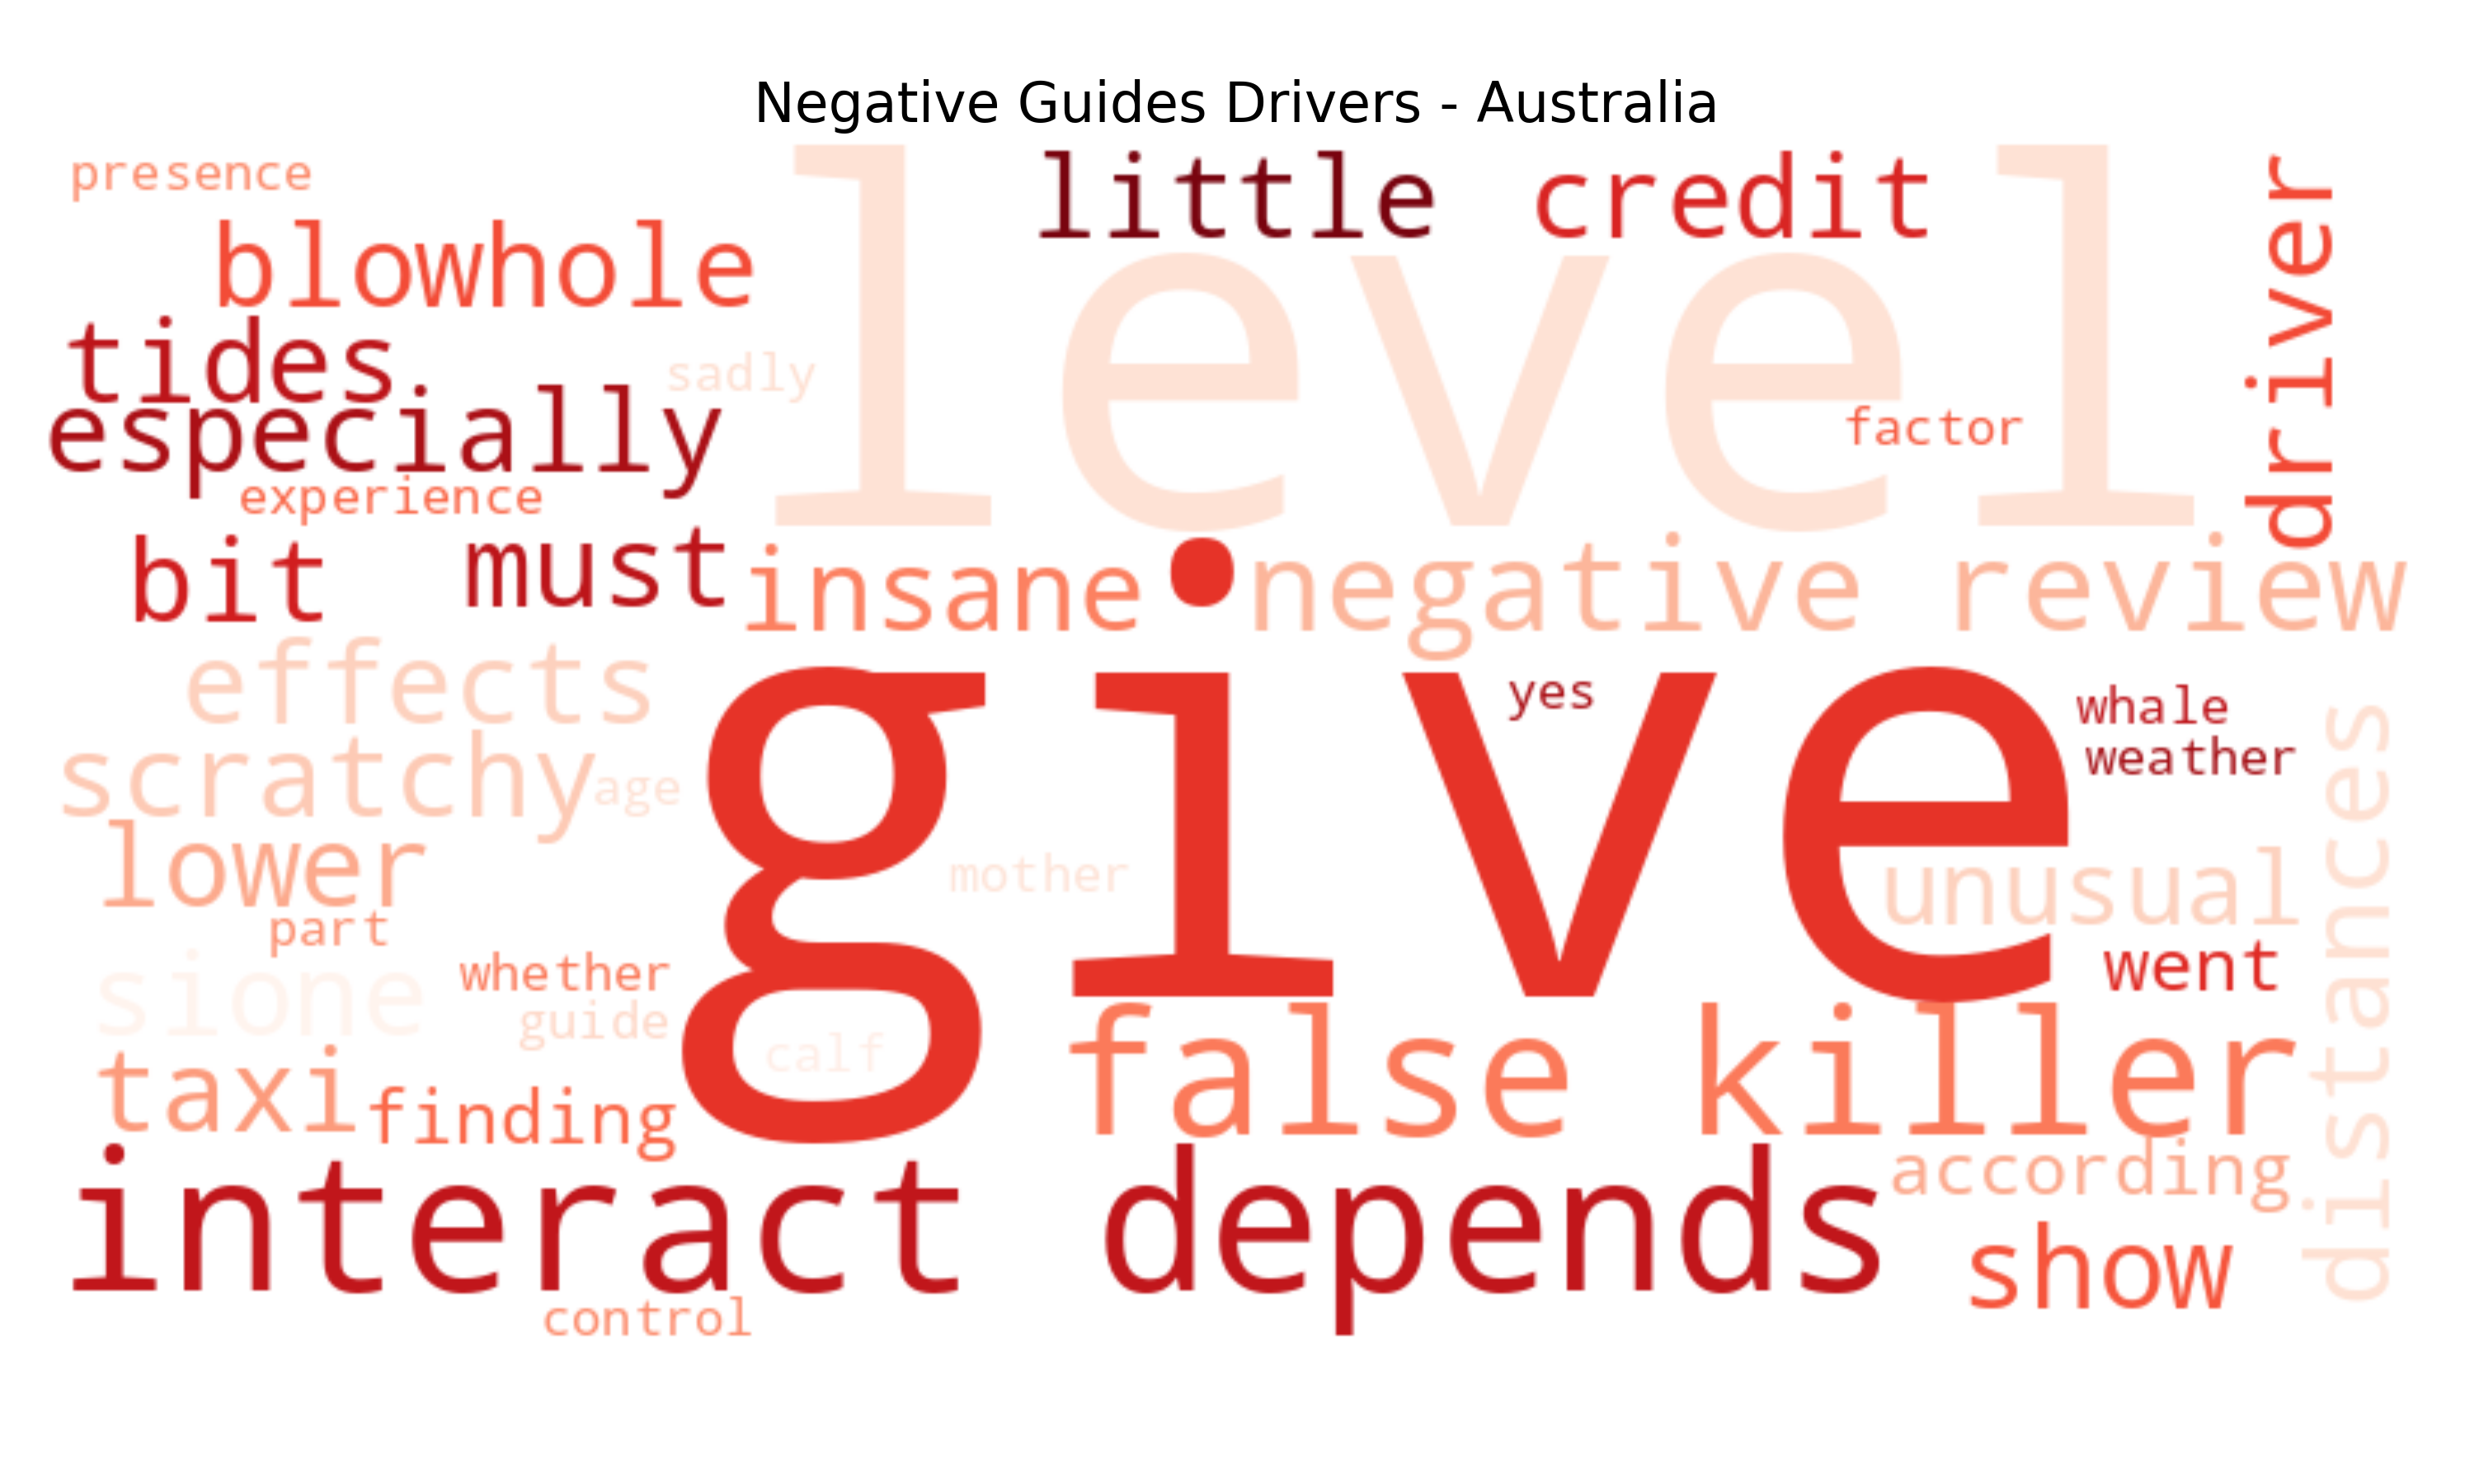 Negative Guides Drivers - Australia
presence
little credit
blowhole
level
driver
tides
sadly
especially
factor
experience
bit
must
insane
negative review
effects
give
yes
whale
weather
scratchy
age
distances
lower
mother
unusual
part
sione
whether
went
guide
calf
false killer
taxi
finding
interact depends
according
show
control